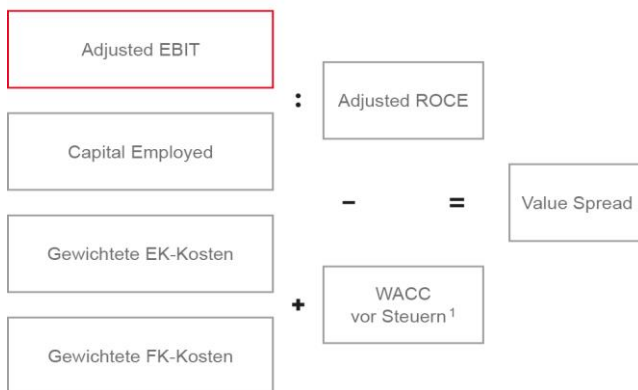 Adjusted EBIT
:
Adjusted ROCE
Capital Employed
–
=
Value Spread
Gewichtete EK-Kosten
+
WACC
vor Steuern¹
Gewichtete FK-Kosten